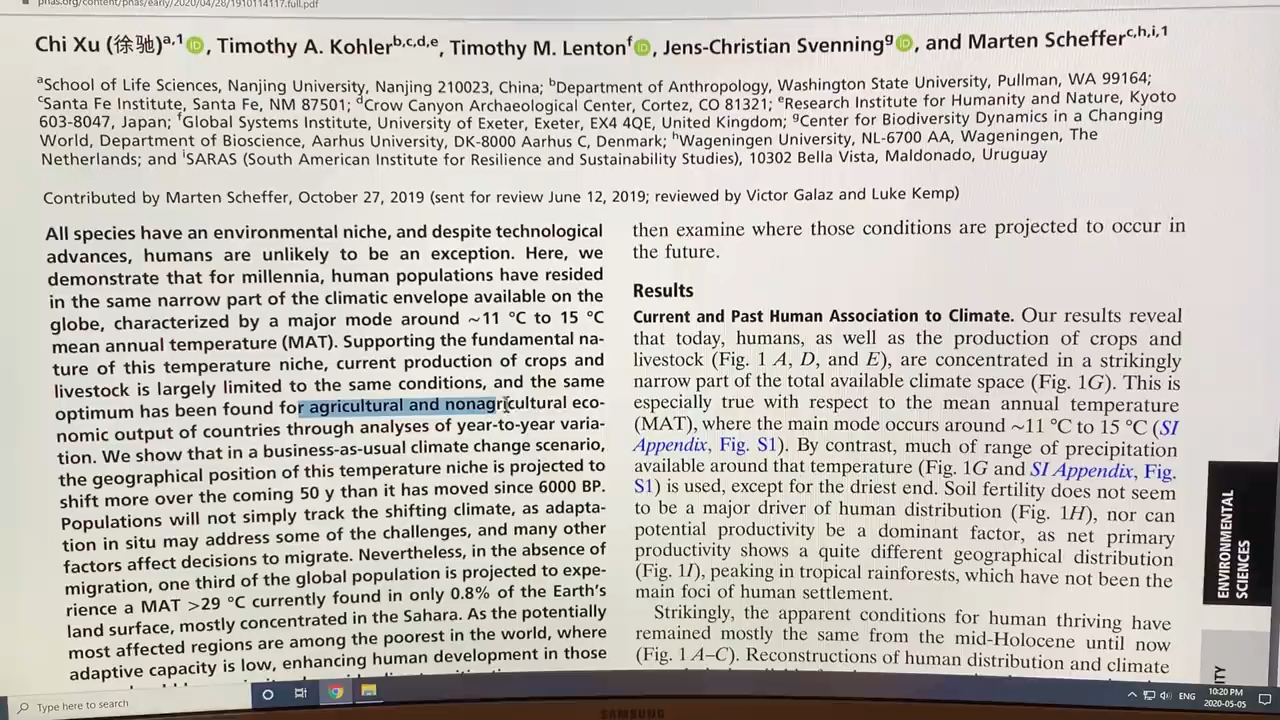 pnas.org/content/pnas/early/2020/04/28/1910114117.full.pdf
Chi Xu (徐驰)a,1 iD, Timothy A. Kohlerb,c,d,e, Timothy M. Lentonf iD, Jens-Christian Svenningg iD, and Marten Schefferc,h,i,1
aSchool of Life Sciences, Nanjing University, Nanjing 210023, China; bDepartment of Anthropology, Washington State University, Pullman, WA 99164;
cSanta Fe Institute, Santa Fe, NM 87501; dCrow Canyon Archaeological Center, Cortez, CO 81321; eResearch Institute for Humanity and Nature, Kyoto
603-8047, Japan; fGlobal Systems Institute, University of Exeter, Exeter, EX4 4QE, United Kingdom; gCenter for Biodiversity Dynamics in a Changing
World, Department of Bioscience, Aarhus University, DK-8000 Aarhus C, Denmark; hWageningen University, NL-6700 AA, Wageningen, The
Netherlands; and iSARAS (South American Institute for Resilience and Sustainability Studies), 10302 Bella Vista, Maldonado, Uruguay
Contributed by Marten Scheffer, October 27, 2019 (sent for review June 12, 2019; reviewed by Victor Galaz and Luke Kemp)
All species have an environmental niche, and despite technological
advances, humans are unlikely to be an exception. Here, we
demonstrate that for millennia, human populations have resided
in the same narrow part of the climatic envelope available on the
globe, characterized by a major mode around ∼11 °C to 15 °C
mean annual temperature (MAT). Supporting the fundamental na-
ture of this temperature niche, current production of crops and
livestock is largely limited to the same conditions, and the same
optimum has been found for agricultural and nonagricultural eco-
nomic output of countries through analyses of year-to-year varia-
tion. We show that in a business-as-usual climate change scenario,
the geographical position of this temperature niche is projected to
shift more over the coming 50 y than it has moved since 6000 BP.
Populations will not simply track the shifting climate, as adapta-
tion in situ may address some of the challenges, and many other
factors affect decisions to migrate. Nevertheless, in the absence of
migration, one third of the global population is projected to expe-
rience a MAT >29 °C currently found in only 0.8% of the Earth's
land surface, mostly concentrated in the Sahara. As the potentially
most affected regions are among the poorest in the world, where
adaptive capacity is low, enhancing human development in those
then examine where those conditions are projected to occur in
the future.
Results
Current and Past Human Association to Climate. Our results reveal
that today, humans, as well as the production of crops and
livestock (Fig. 1 A, D, and E), are concentrated in a strikingly
narrow part of the total available climate space (Fig. 1G). This is
especially true with respect to the mean annual temperature
(MAT), where the main mode occurs around ∼11 °C to 15 °C (SI
Appendix, Fig. S1). By contrast, much of range of precipitation
available around that temperature (Fig. 1G and SI Appendix, Fig.
S1) is used, except for the driest end. Soil fertility does not seem
to be a major driver of human distribution (Fig. 1H), nor can
potential productivity be a dominant factor, as net primary
productivity shows a quite different geographical distribution
(Fig. 1I), peaking in tropical rainforests, which have not been the
main foci of human settlement.
Strikingly, the apparent conditions for human thriving have
remained mostly the same from the mid-Holocene until now
(Fig. 1 A–C). Reconstructions of human distribution and climate
ENVIRONMENTAL
SCIENCES
Type here to search
ENG
10:20 PM
2020-05-05
SAMSUNG